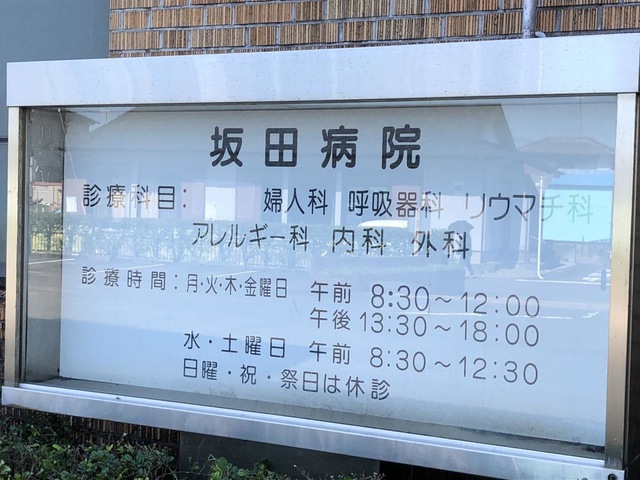 坂田病院
診療科目： 婦人科 呼吸器科 リウマチ科
アレルギー科 内科 外科
診療時間：月・火・木・金曜日 午前 8:30～12:00
午後 13:30～18:00
水・土曜日 午前 8:30～12:30
日曜・祝・祭日は休診